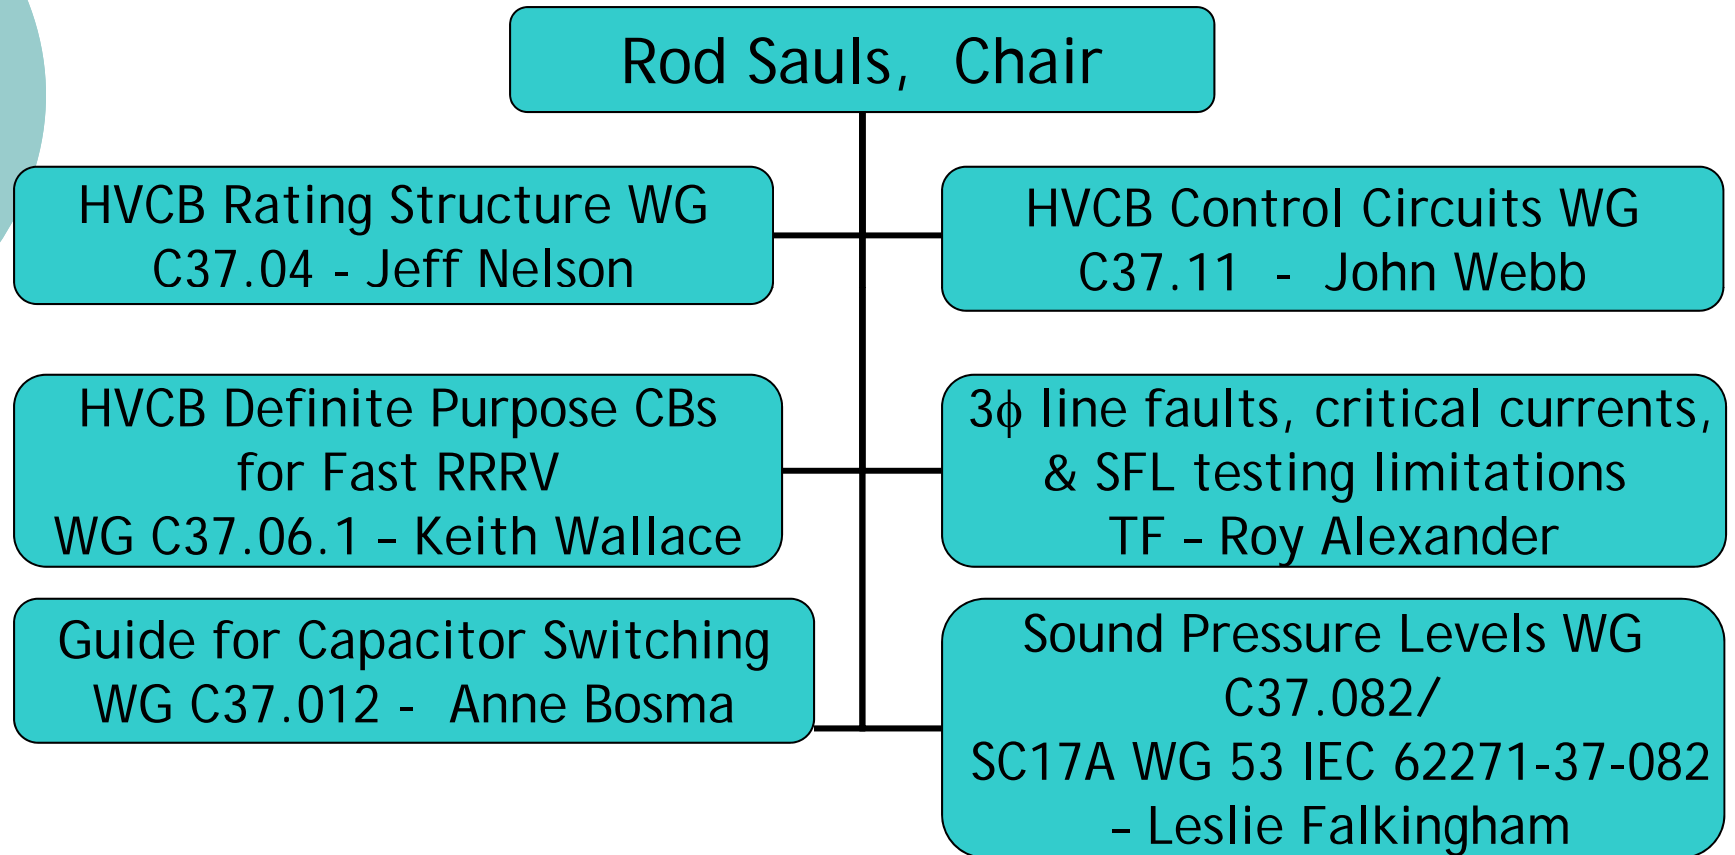 Rod Sauls, Chair
HVCB Rating Structure WG
C37.04 - Jeff Nelson
HVCB Control Circuits WG
C37.11 - John Webb
HVCB Definite Purpose CBs
for Fast RRRV
WG C37.06.1 – Keith Wallace
3ϕ line faults, critical currents,
& SFL testing limitations
TF – Roy Alexander
Guide for Capacitor Switching
WG C37.012 - Anne Bosma
Sound Pressure Levels WG
C37.082/
SC17A WG 53 IEC 62271-37-082
– Leslie Falkingham